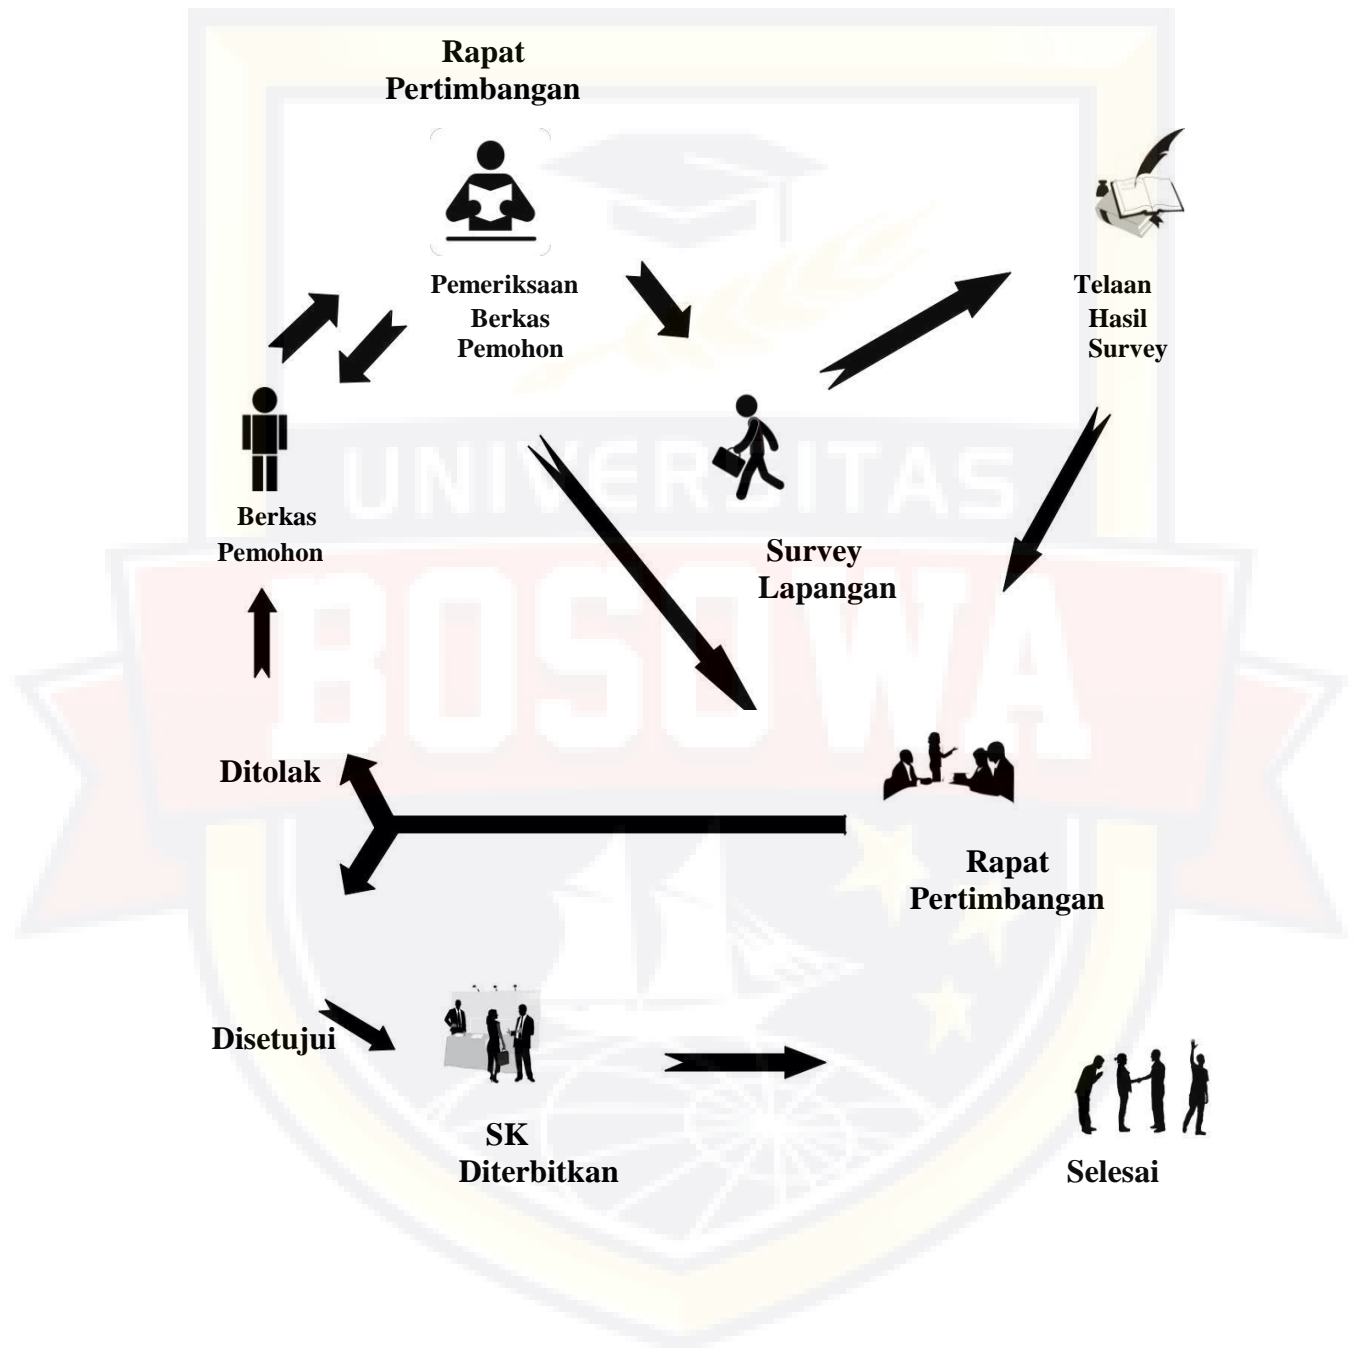 Rapat
Pertimbangan
Pemeriksaan
Berkas
Pemohon
Telaan
Hasil
Survey
UNIVERSITAS
Berkas
Pemohon
Survey
Lapangan
BOSOWA
Ditolak
Rapat
Pertimbangan
Disetujui
SK
Diterbitkan
Selesai